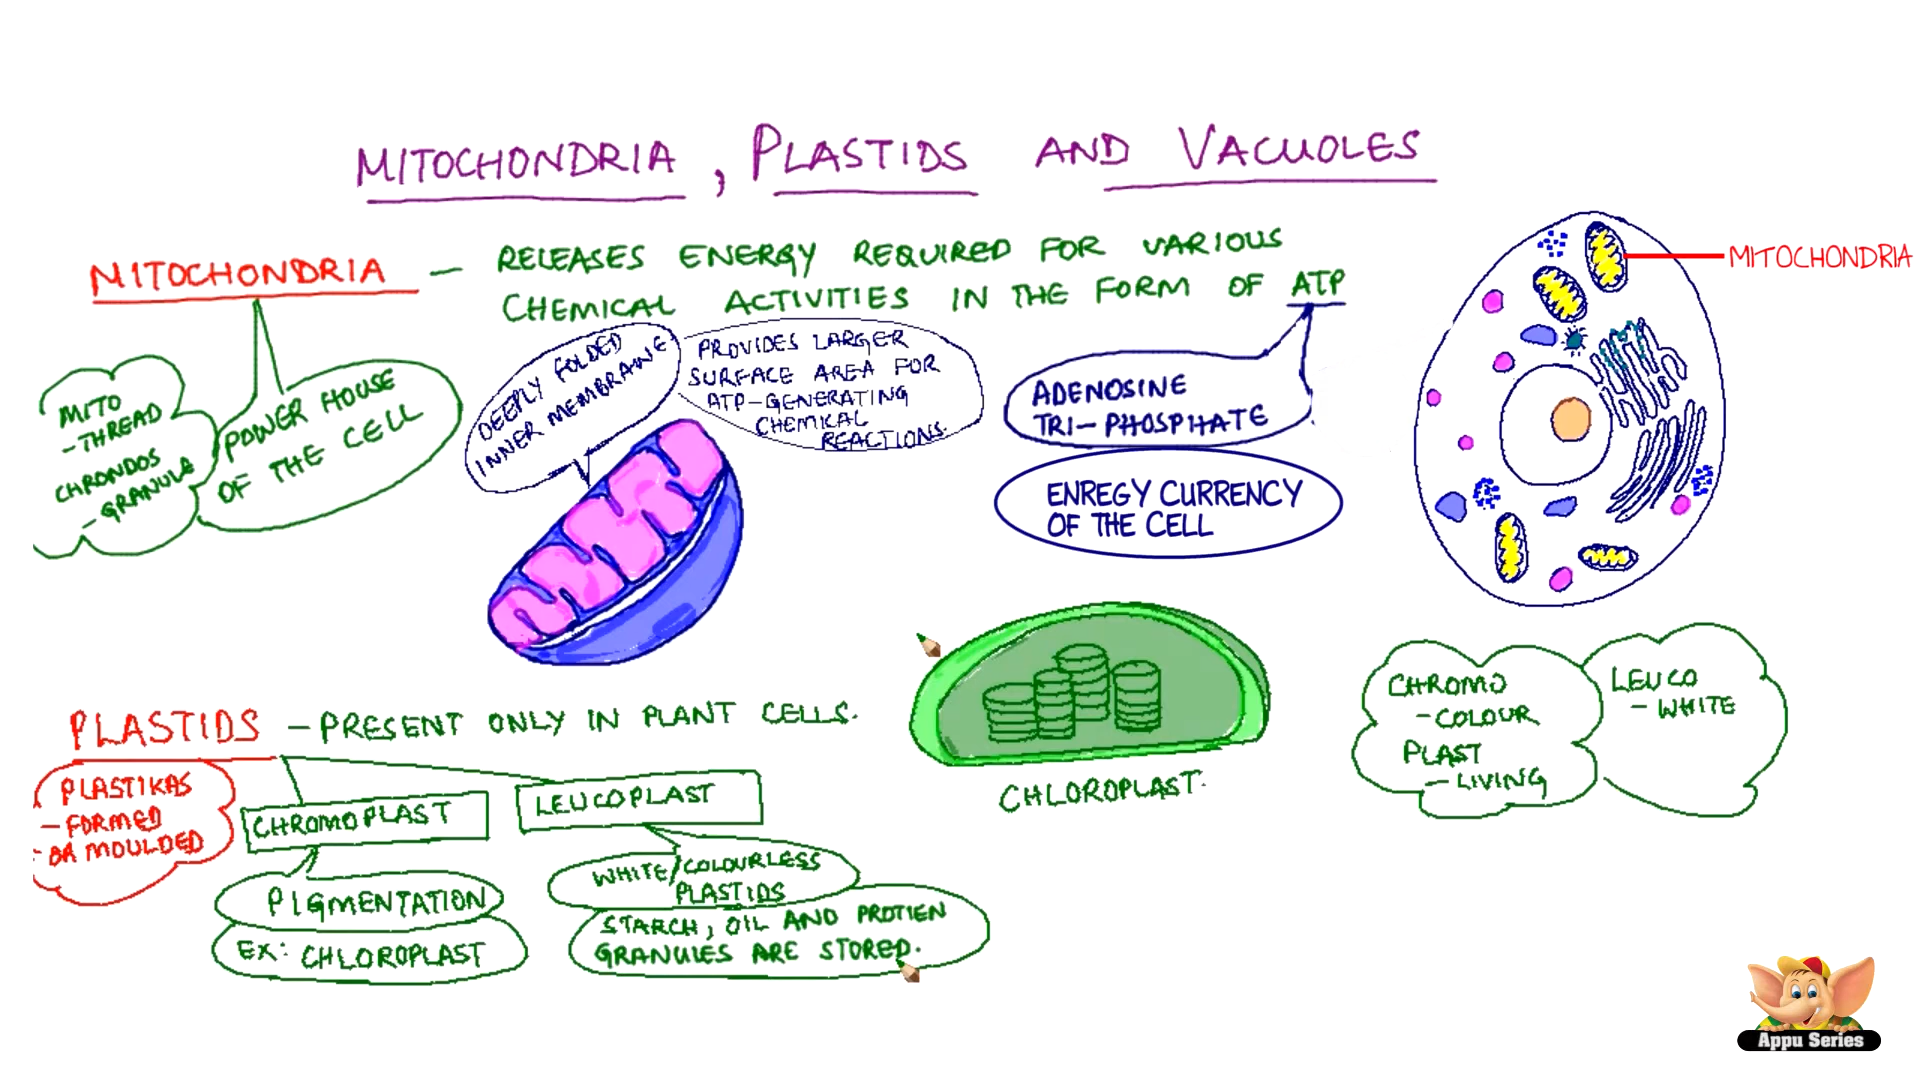 MITOCHONDRIA, PLASTIDS AND VACUOLES
MITOCHONDRIA - RELEASES ENERGY REQUIRED FOR VARIOUS
CHEMICAL ACTIVITIES IN THE FORM OF ATP
MITO
- THREAD
CHRONDOS
- GRANULE
POWER HOUSE
OF THE CELL
DEEPLY FOLDED
INNER MEMBRAINE
PROVIDES LARGER
SURFACE AREA FOR
ATP-GENERATING
CHEMICAL
REACTIONS.
ADENOSINE
TRI-PHOSPHATE
ENREGY CURRENCY
OF THE CELL
MITOCHONDRIA
PLASTIDS - PRESENT ONLY IN PLANT CELLS.
PLASTIKAS
- FORMED
- OR MOULDED
CHROMOPLAST
PIGMENTATION
EX: CHLOROPLAST
LEUCOPLAST
WHITE/COLOURLESS
PLASTIDS
STARCH, OIL AND PROTIEN
GRANULES ARE STORED.
CHLOROPLAST.
CHROMO
- COLOUR
PLAST
- LIVING
LEUCO
- WHITE
Appu Series